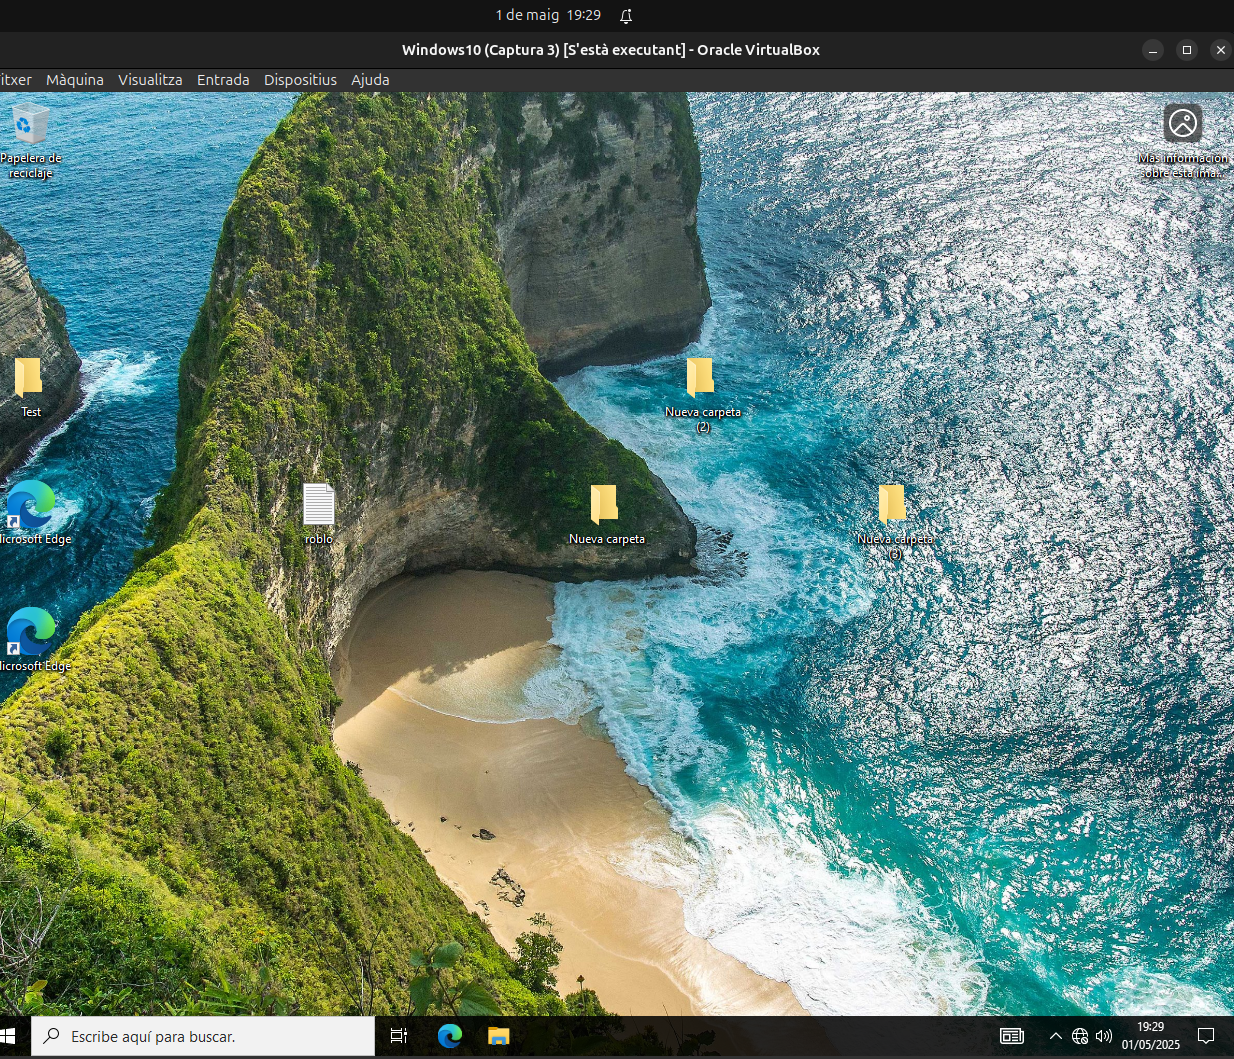 1 de maig 19:29
Windows10 (Captura 3) [S'està executant] - Oracle VirtualBox
itxer Màquina Visualitza Entrada Dispositius Ajuda
Papelera de
reciclaje
Más información
sobre esta ima...
Test
Nueva carpeta
(2)
Microsoft Edge
roblo
Nueva carpeta
Nueva carpeta
(3)
Microsoft Edge
Escribe aquí para buscar.
19:29
01/05/2025